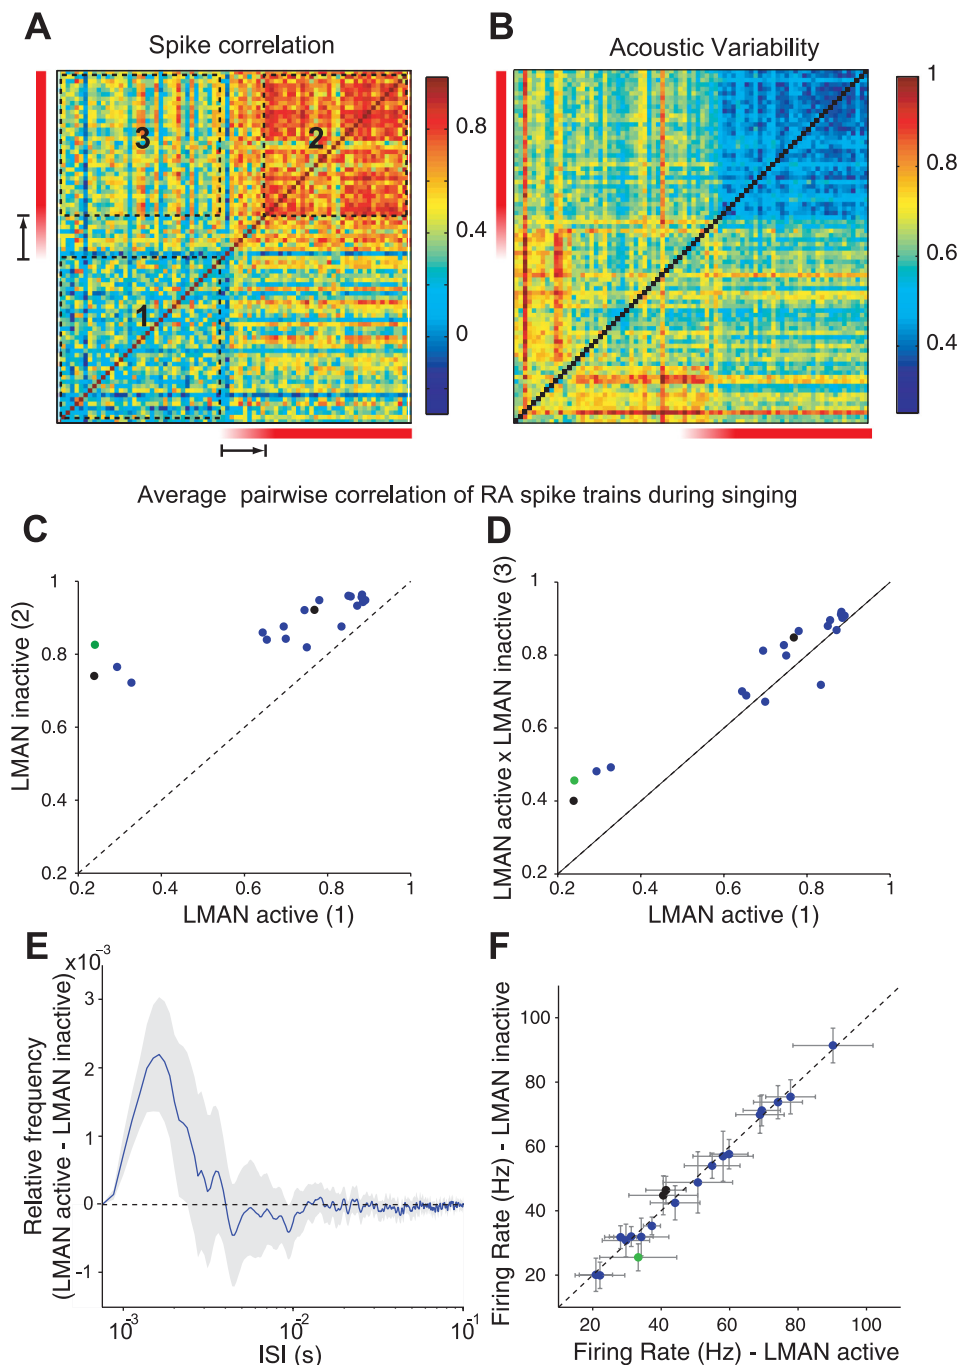 A
Spike correlation
B
Acoustic Variability
3
2
1
0.8
0.4
0
1
0.8
0.6
0.4
Average pairwise correlation of RA spike trains during singing
C
LMAN inactive (2)
1
0.8
0.6
0.4
0.2
0.2
0.4
0.6
0.8
1
LMAN active (1)
D
LMAN active x LMAN inactive (3)
1
0.8
0.6
0.4
0.2
0.2
0.4
0.6
0.8
1
LMAN active (1)
E
x10⁻³
Relative frequency
(LMAN active - LMAN inactive)
3
2
1
0
-1
10⁻³
10⁻²
10⁻¹
ISI (s)
F
Firing Rate (Hz) - LMAN inactive
100
80
60
40
20
20
40
60
80
100
Firing Rate (Hz) - LMAN active